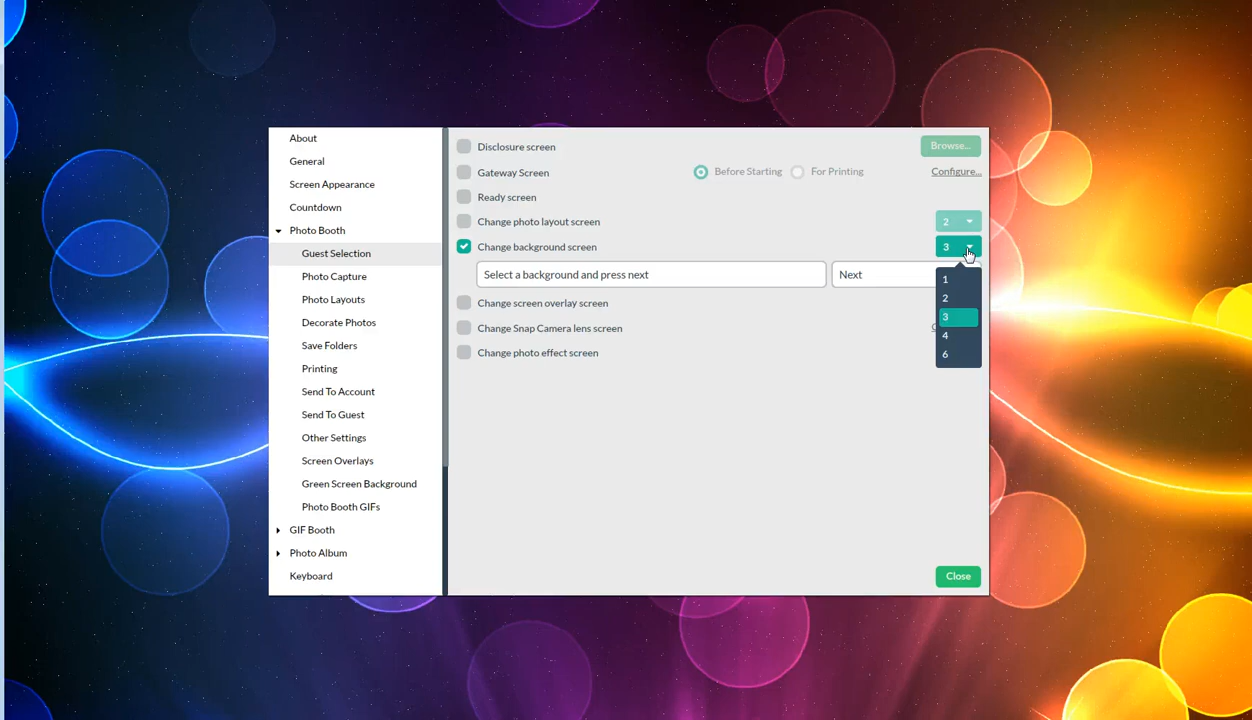 About
General
Screen Appearance
Countdown
Photo Booth
Guest Selection
Photo Capture
Photo Layouts
Decorate Photos
Save Folders
Printing
Send To Account
Send To Guest
Other Settings
Screen Overlays
Green Screen Background
Photo Booth GIFs
GIF Booth
Photo Album
Keyboard
Disclosure screen Browse...
Gateway Screen Before Starting For Printing Configure...
Ready screen
Change photo layout screen 2
Change background screen 3
Select a background and press next Next
1
2
3
4
6
Change screen overlay screen
Change Snap Camera lens screen
Change photo effect screen
Close